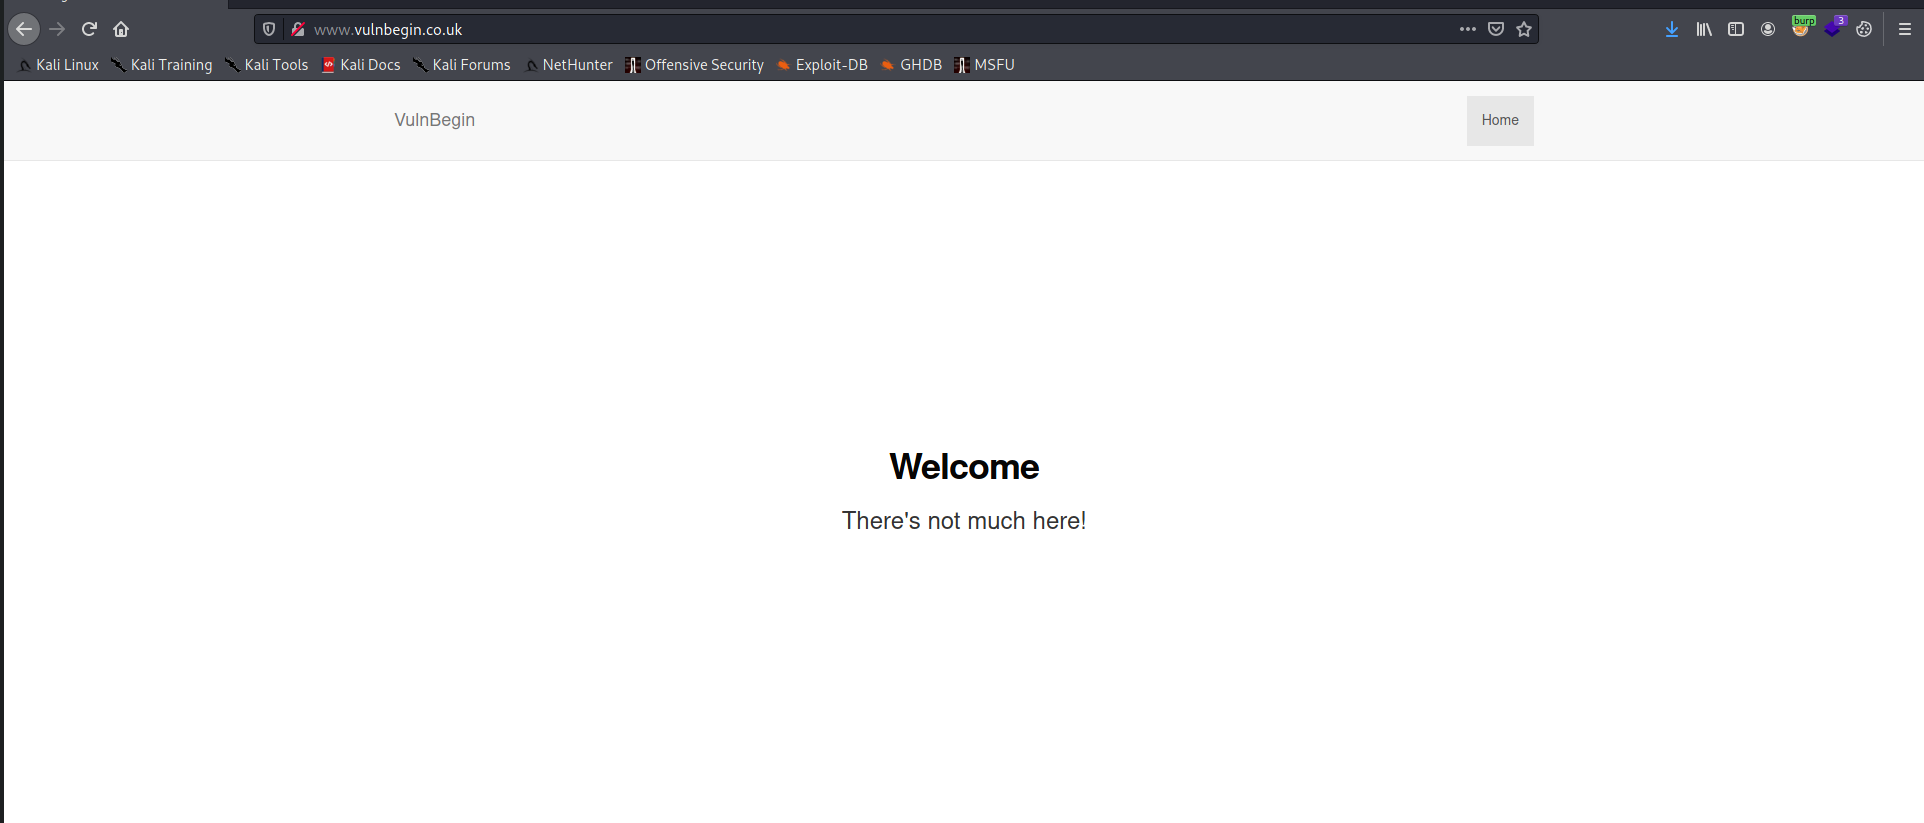 www.vulnbegin.co.uk
burp
3
Kali Linux Kali Training Kali Tools Kali Docs Kali Forums NetHunter Offensive Security Exploit-DB GHDB MSFU
VulnBegin Home
Welcome
There's not much here!